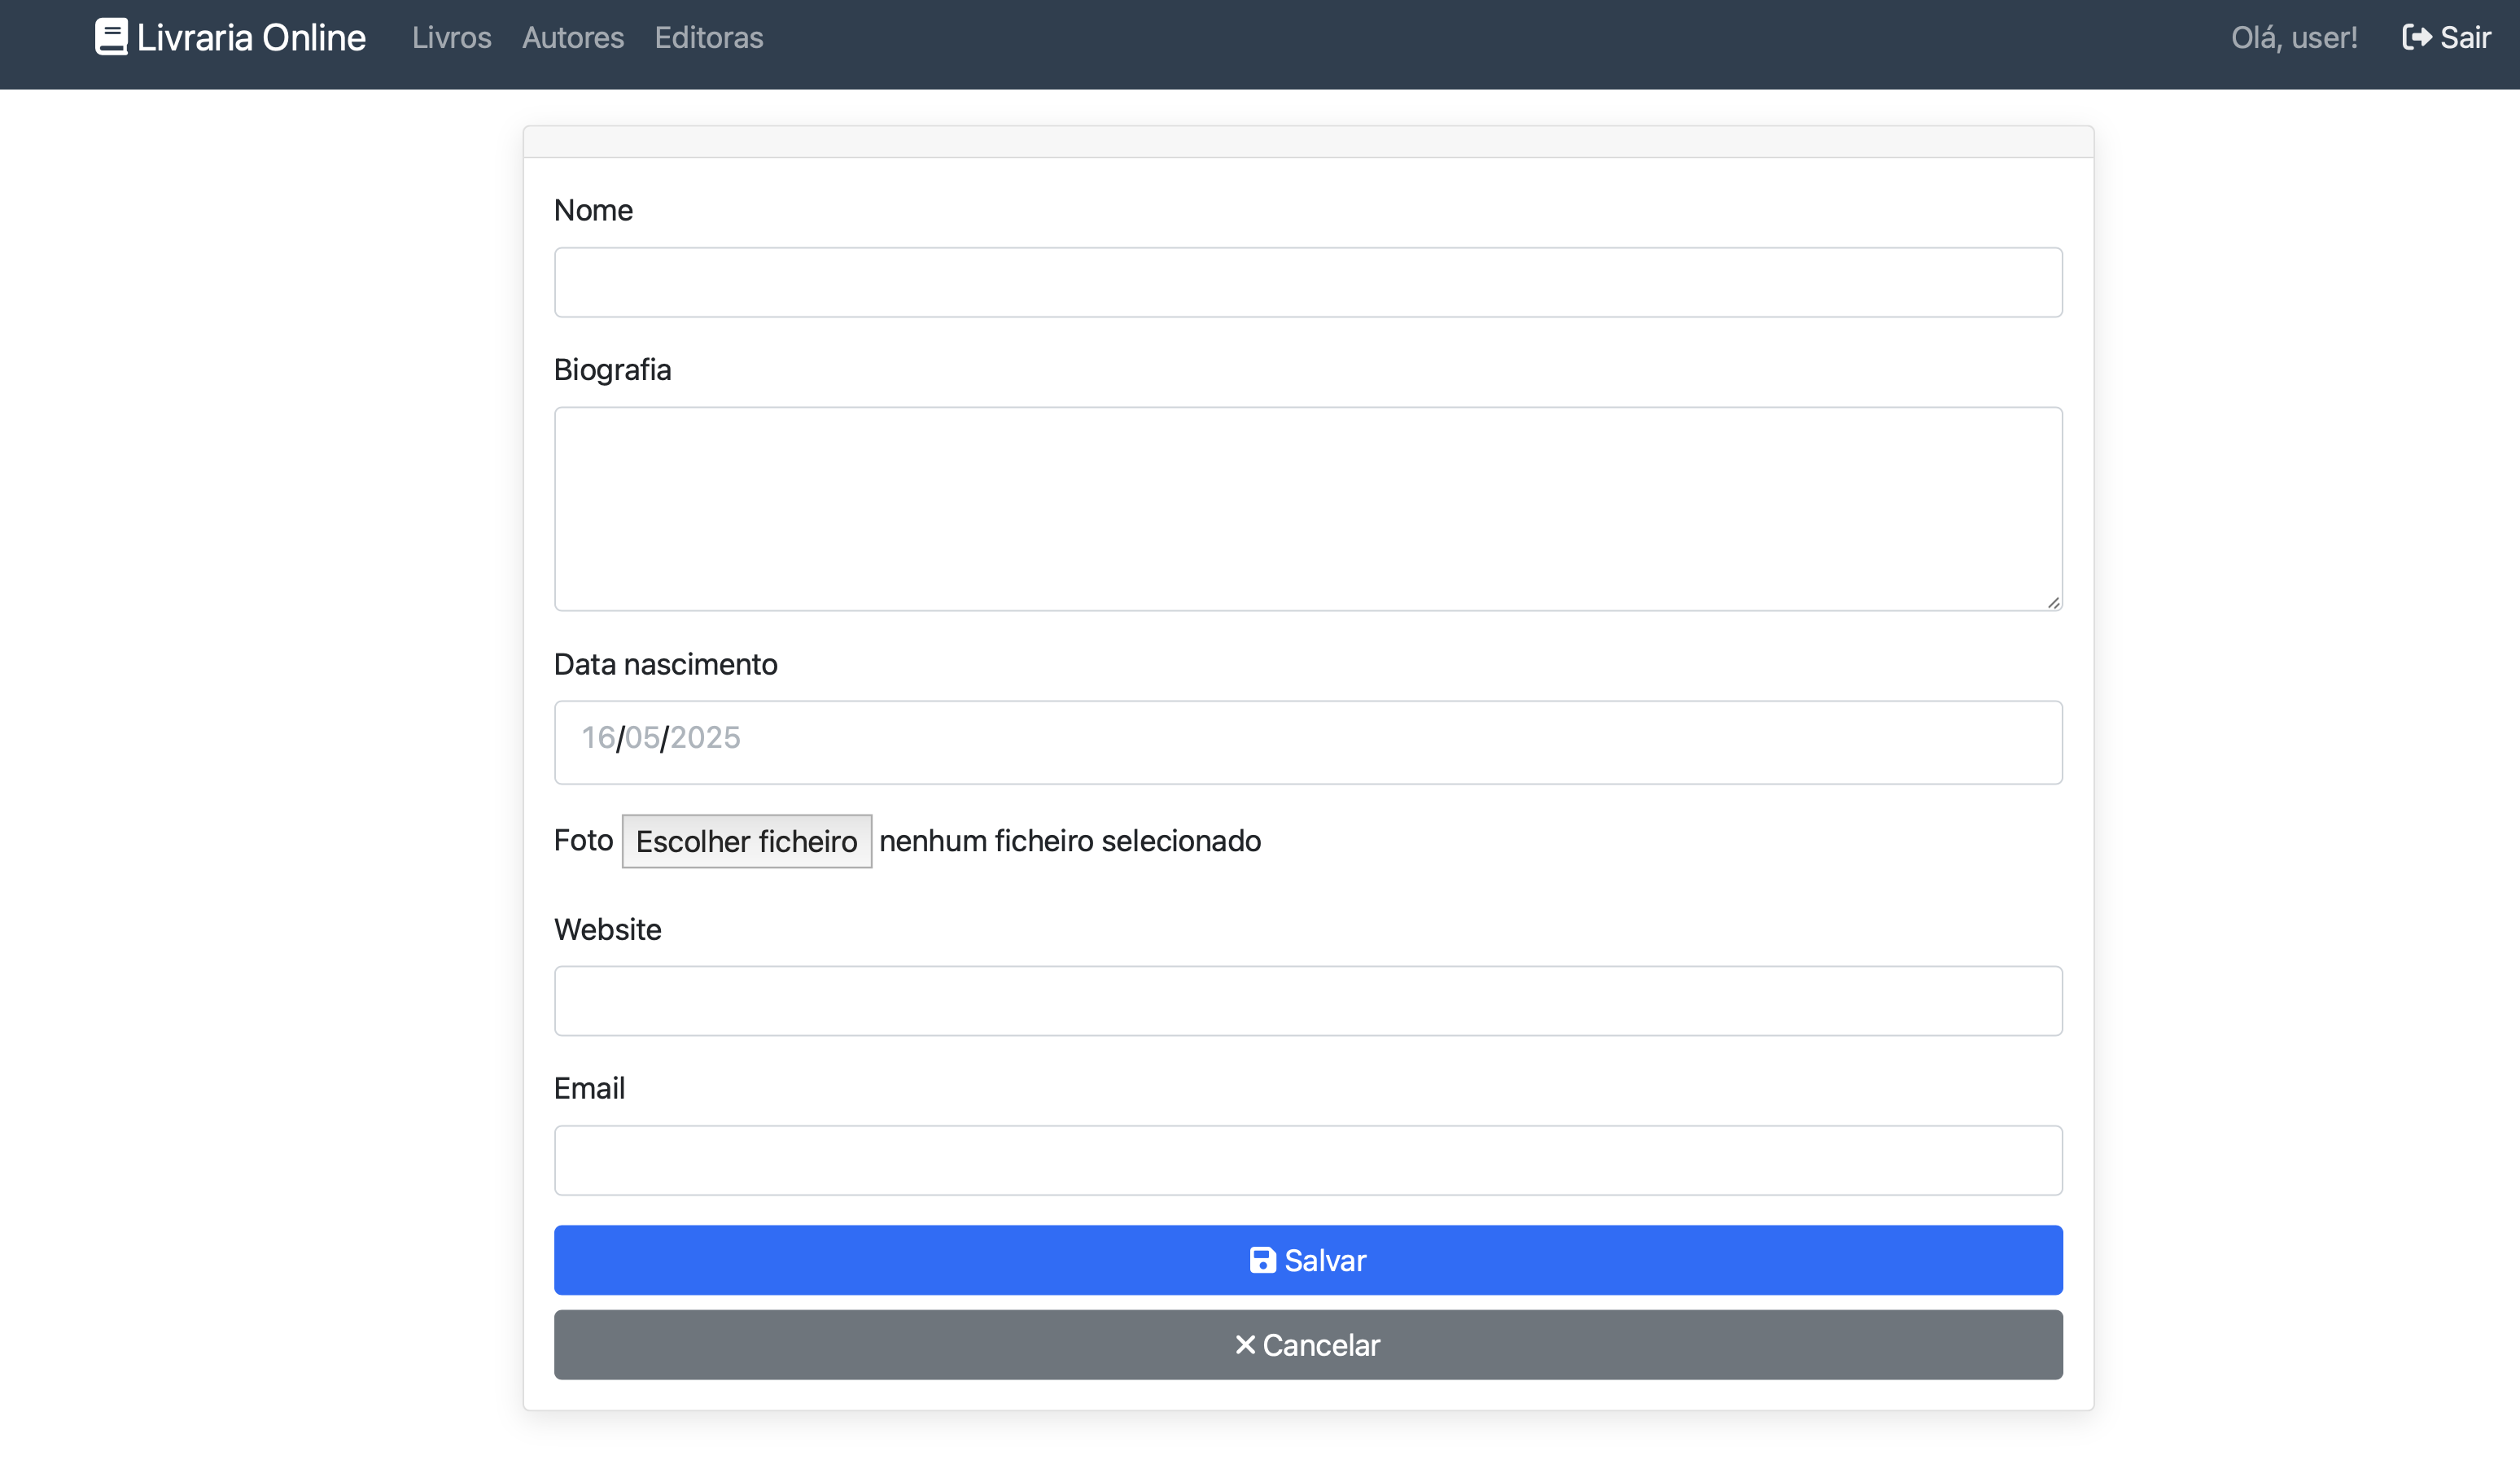 Livraria Online Livros Autores Editoras Olá, user! Sair
Nome
Biografia
Data nascimento
16/05/2025
Foto Escolher ficheiro nenhum ficheiro selecionado
Website
Email
Salvar
Cancelar